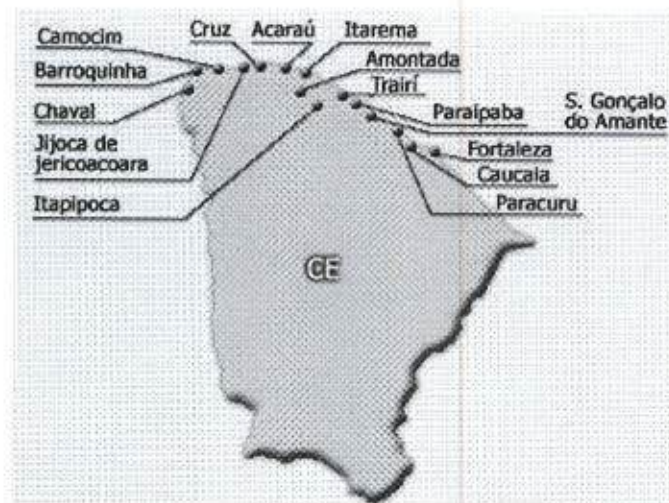 Cruz
Acaraú
Itarema
Camocim
Amontada
Barroquinha
Trairí
Chaval
Paraipaba
S. Gonçalo
do Amante
Jijoca de
jericoacoara
Fortaleza
Caucaia
Itapipoca
Paracuru
CE